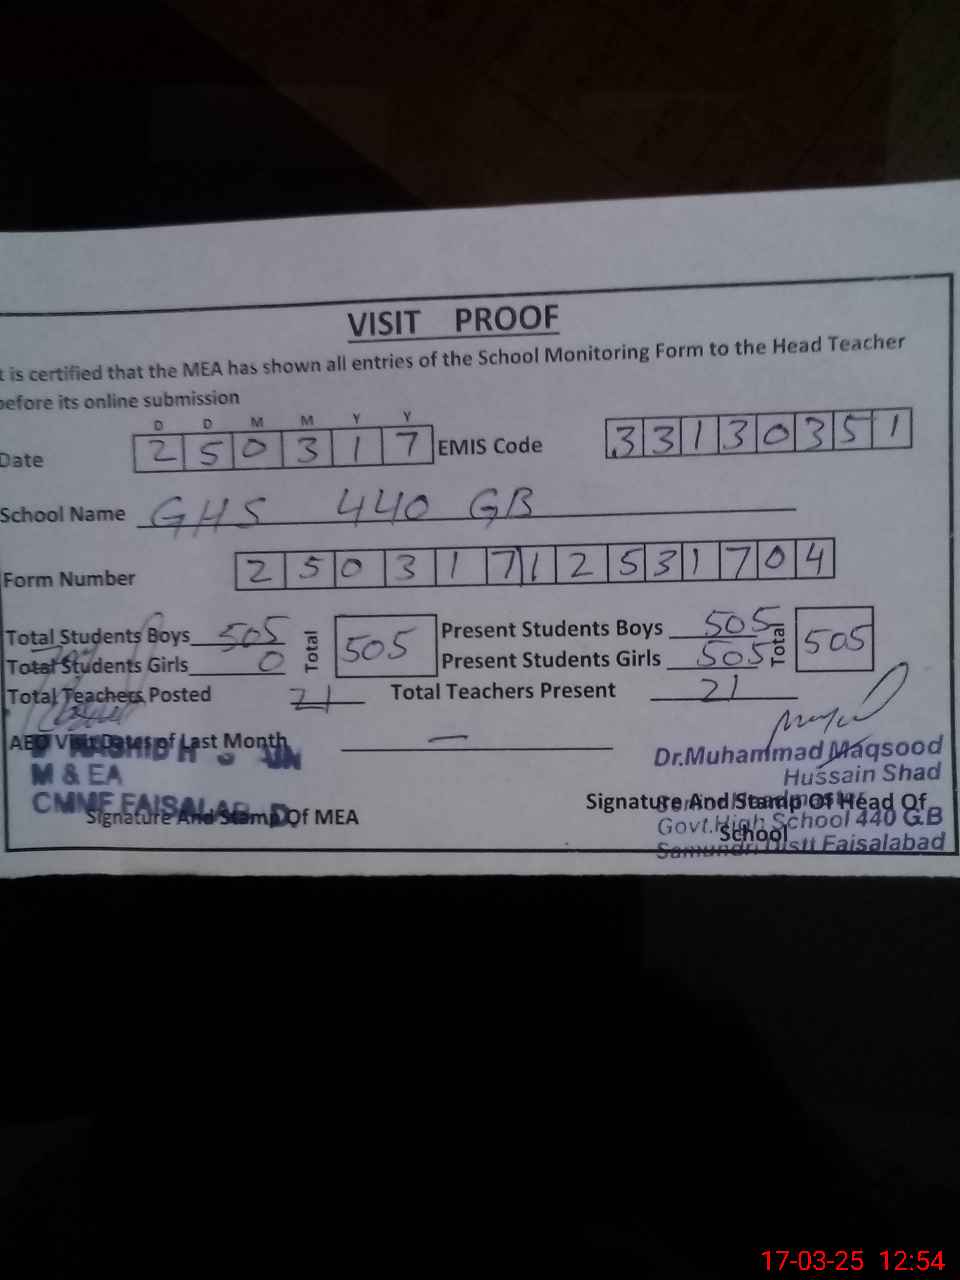 VISIT PROOF
t is certified that the MEA has shown all entries of the School Monitoring Form to the Head Teacher
before its online submission
D D M M Y Y
Date 2 5 0 3 1 7 EMIS Code 3 3 1 3 0 3 5 1
School Name GHS 440 GB
Form Number 2 5 0 3 1 7 1 2 5 3 1 7 0 4
Total Students Boys 505 Total 505 Present Students Boys 505 Total 505
Total Students Girls 0 Present Students Girls 505
Total Teachers Posted 21 Total Teachers Present 21
AEO Visit Dates of Last Month —
Dr.Muhammad Maqsood
Hussain Shad
M & EA
CMMF FAISALABAD
Signature And Stamp Of MEA
Signature And Stamp Of Head Of
School
Govt.High School 440 G.B
Samundri Distt Faisalabad
17-03-25 12:54